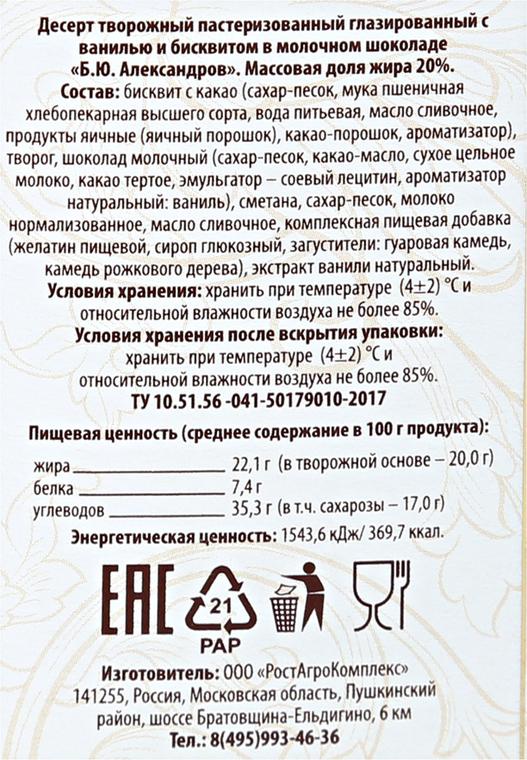 Десерт творожный пастеризованный глазированный с
ванилью и бисквитом в молочном шоколаде
«Б.Ю. Александров». Массовая доля жира 20%.
Состав: бисквит с какао (сахар-песок, мука пшеничная
хлебопекарная высшего сорта, вода питьевая, масло сливочное,
продукты яичные (яичный порошок), какао-порошок, ароматизатор),
творог, шоколад молочный (сахар-песок, какао-масло, сухое цельное
молоко, какао тертое, эмульгатор – соевый лецитин, ароматизатор
натуральный: ваниль), сметана, сахар-песок, молоко
нормализованное, масло сливочное, комплексная пищевая добавка
(желатин пищевой, сироп глюкозный, загустители: гуаровая камедь,
камедь рожкового дерева), экстракт ванили натуральный.
Условия хранения: хранить при температуре (4±2) °С и
относительной влажности воздуха не более 85%.
Условия хранения после вскрытия упаковки:
хранить при температуре (4±2) °С и
относительной влажности воздуха не более 85%.
ТУ 10.51.56 -041-50179010-2017
Пищевая ценность (среднее содержание в 100 г продукта):
жира 22,1 г (в творожной основе – 20,0 г)
белка 7,4 г
углеводов 35,3 г (в т.ч. сахарозы – 17,0 г)
Энергетическая ценность: 1543,6 кДж/ 369,7 ккал.
EAC 21
PAP
Изготовитель: ООО «РостАгроКомплекс»
141255, Россия, Московская область, Пушкинский
район, шоссе Братовщина-Ельдигино, 6 км
Тел.: 8(495)993-46-36